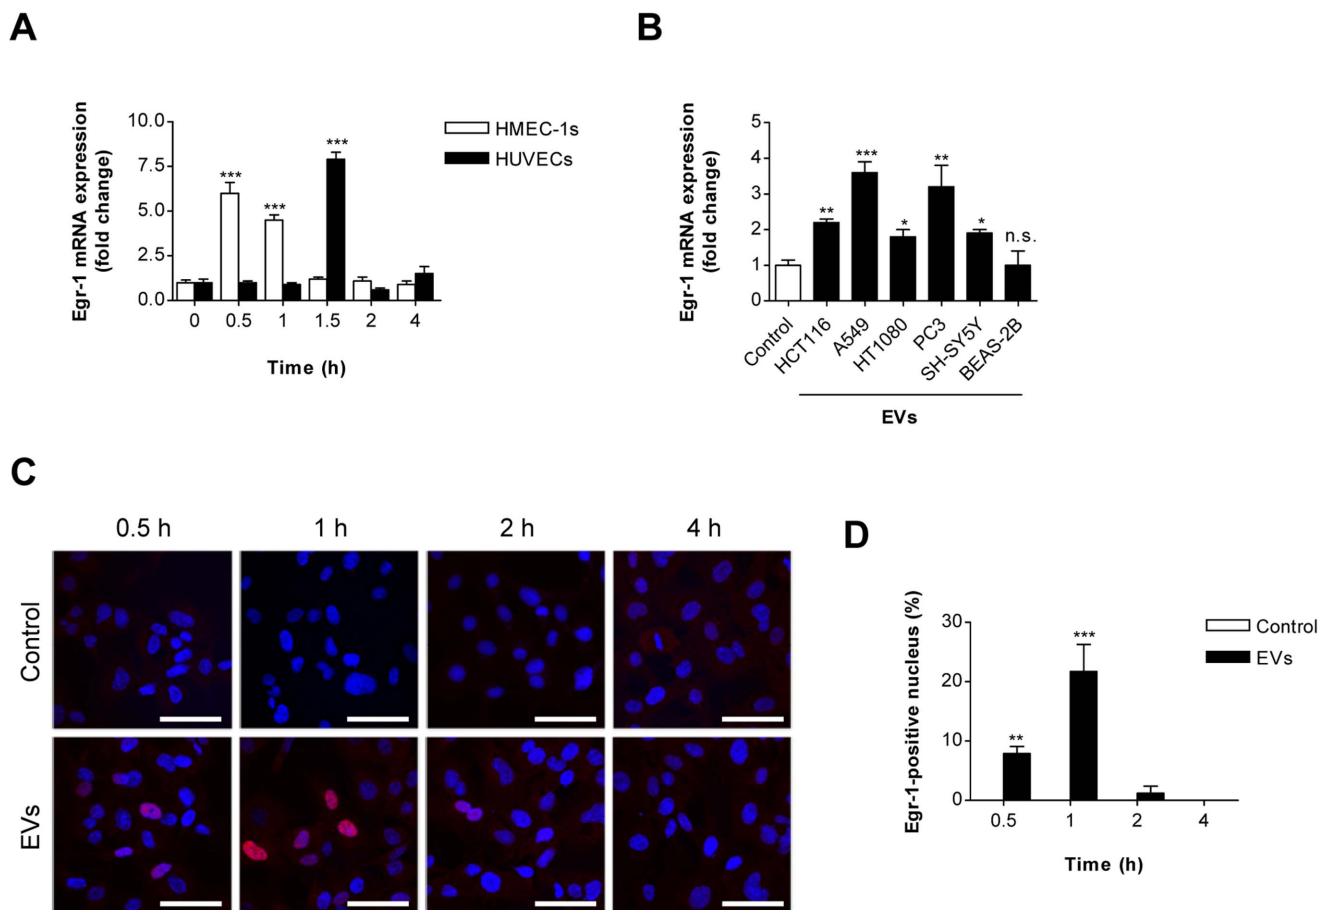 A
Egr-1 mRNA expression
(fold change)
10.0
7.5
5.0
2.5
0.0
***
***
***
0 0.5 1 1.5 2 4
Time (h)
HMEC-1s
HUVECs
B
Egr-1 mRNA expression
(fold change)
5
4
3
2
1
0
**
***
*
**
*
n.s.
Control
HCT116
A549
HT1080
PC3
SH-SY5Y
BEAS-2B
EVs
C
0.5 h 1 h 2 h 4 h
Control
EVs
D
Egr-1-positive nucleus (%)
30
20
10
0
**
***
0.5 1 2 4
Time (h)
Control
EVs